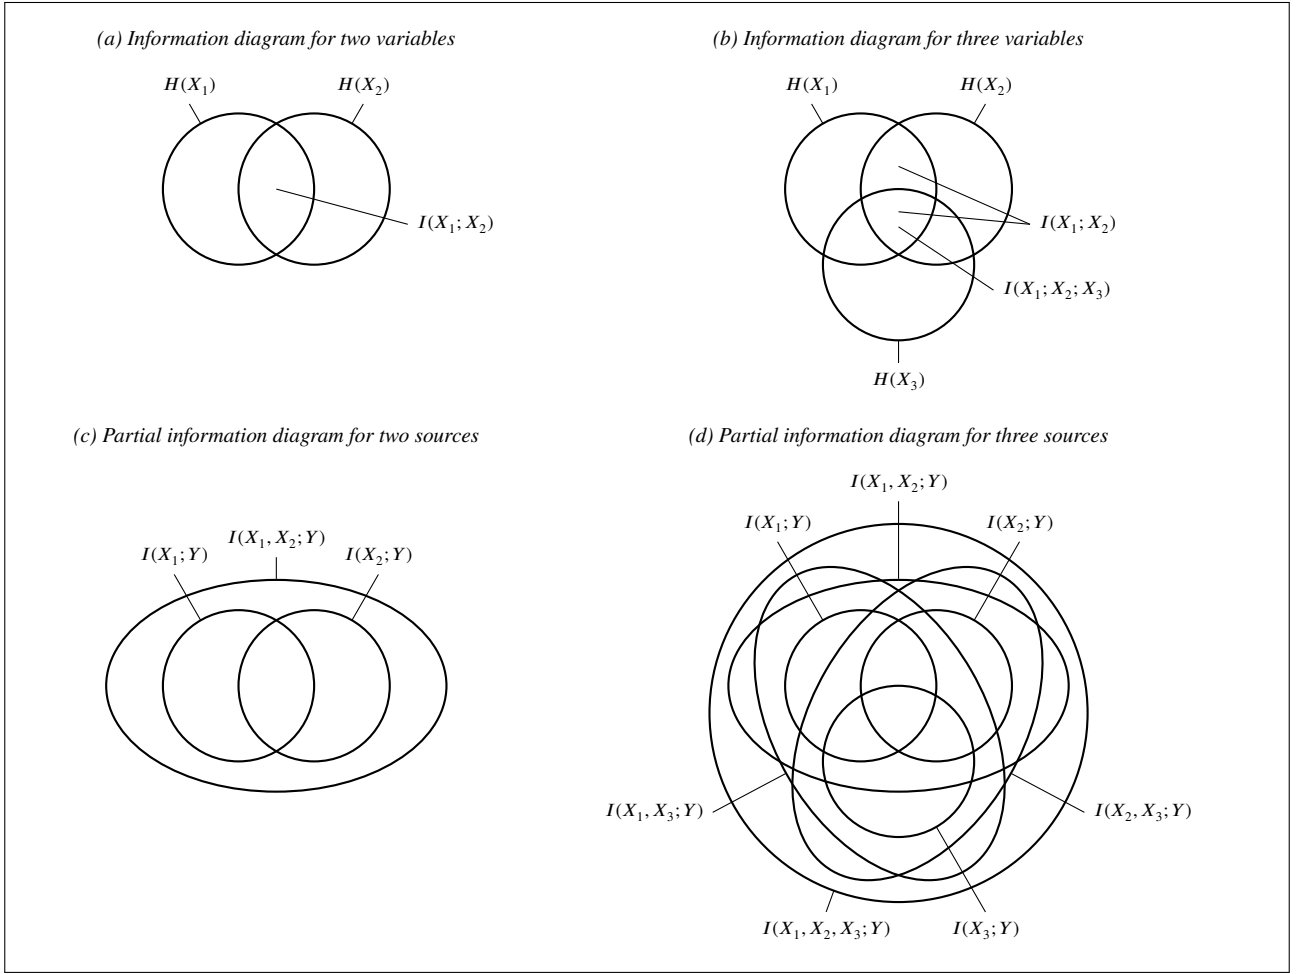 (a) Information diagram for two variables
H(X₁) H(X₂)
I(X₁; X₂)
(b) Information diagram for three variables
H(X₁) H(X₂)
I(X₁; X₂)
I(X₁; X₂; X₃)
H(X₃)
(c) Partial information diagram for two sources
I(X₁, X₂; Y)
I(X₁; Y) I(X₂; Y)
(d) Partial information diagram for three sources
I(X₁, X₂; Y)
I(X₁; Y) I(X₂; Y)
I(X₁, X₃; Y) I(X₂, X₃; Y)
I(X₁, X₂, X₃; Y) I(X₃; Y)